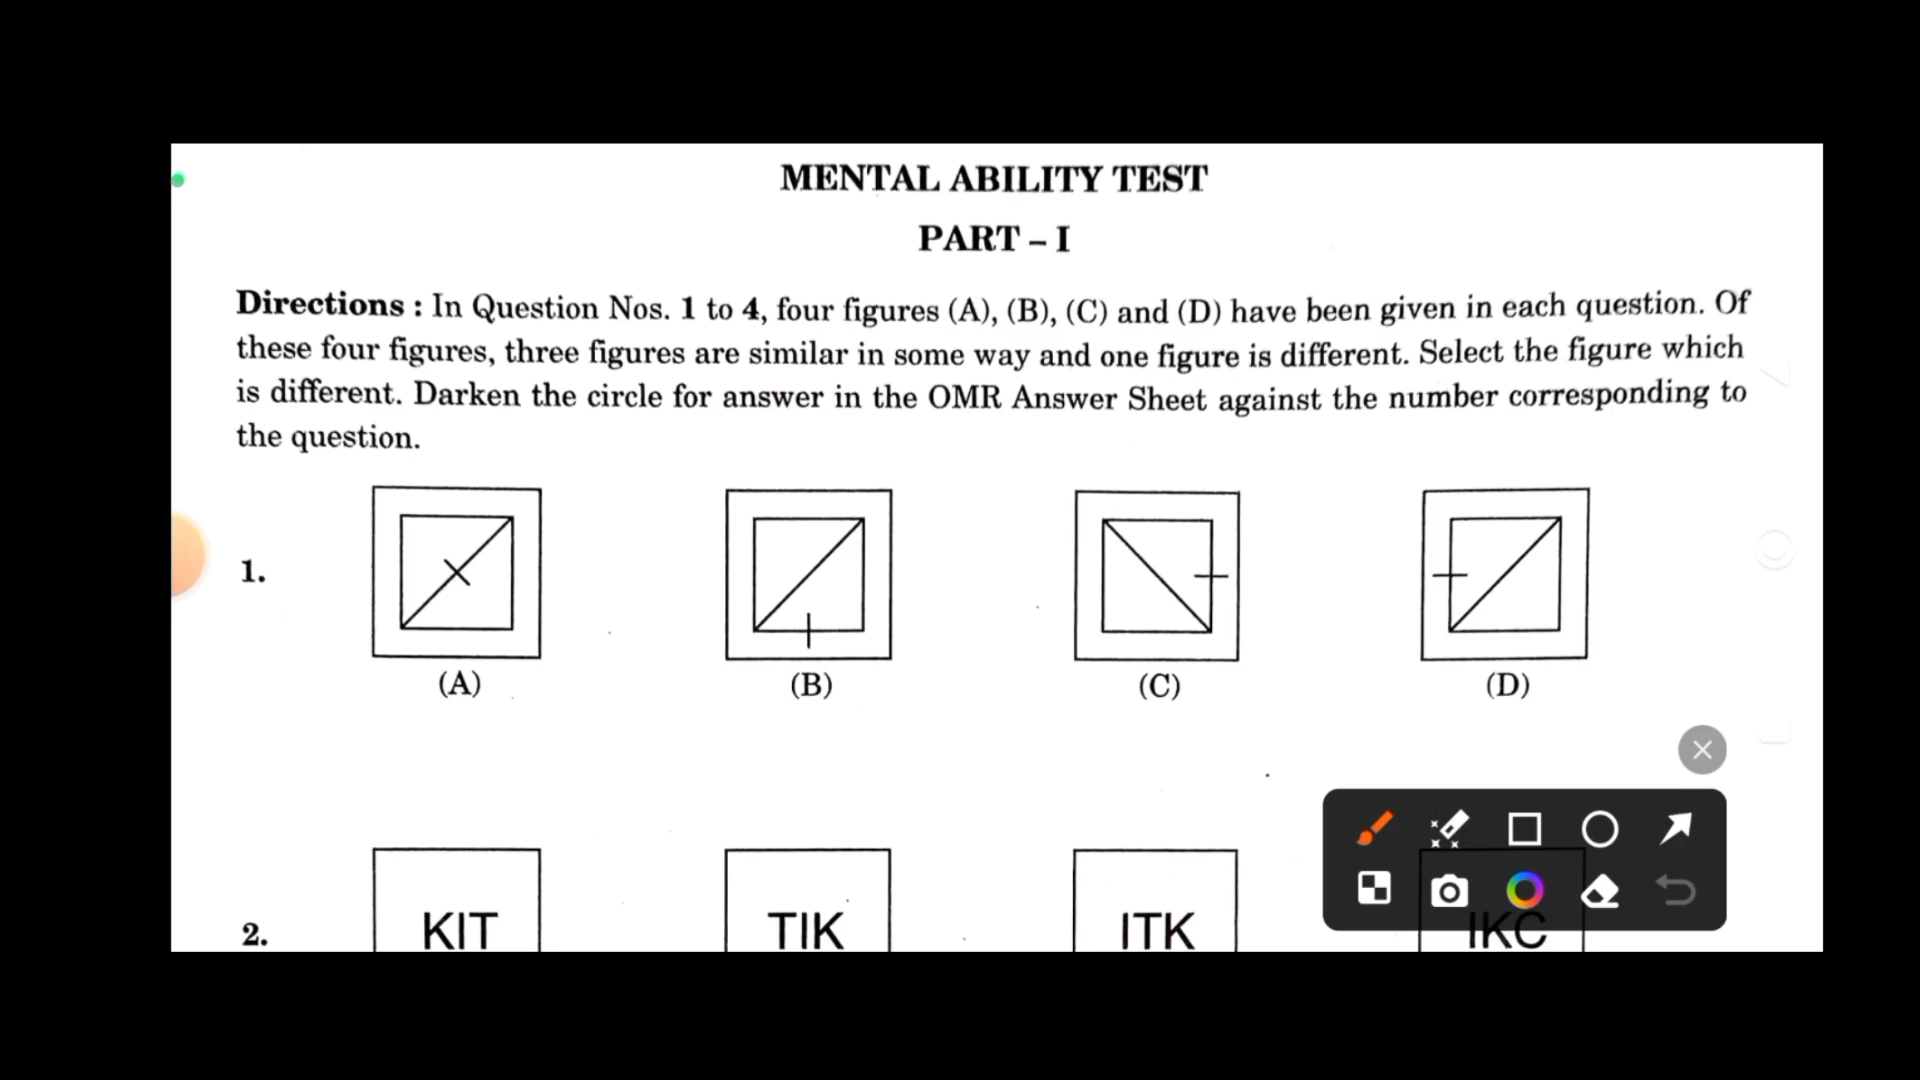 MENTAL ABILITY TEST
PART – I
Directions : In Question Nos. 1 to 4, four figures (A), (B), (C) and (D) have been given in each question. Of
these four figures, three figures are similar in some way and one figure is different. Select the figure which
is different. Darken the circle for answer in the OMR Answer Sheet against the number corresponding to
the question.
1.
(A) (B) (C) (D)
2. KIT TIK ITK IKC